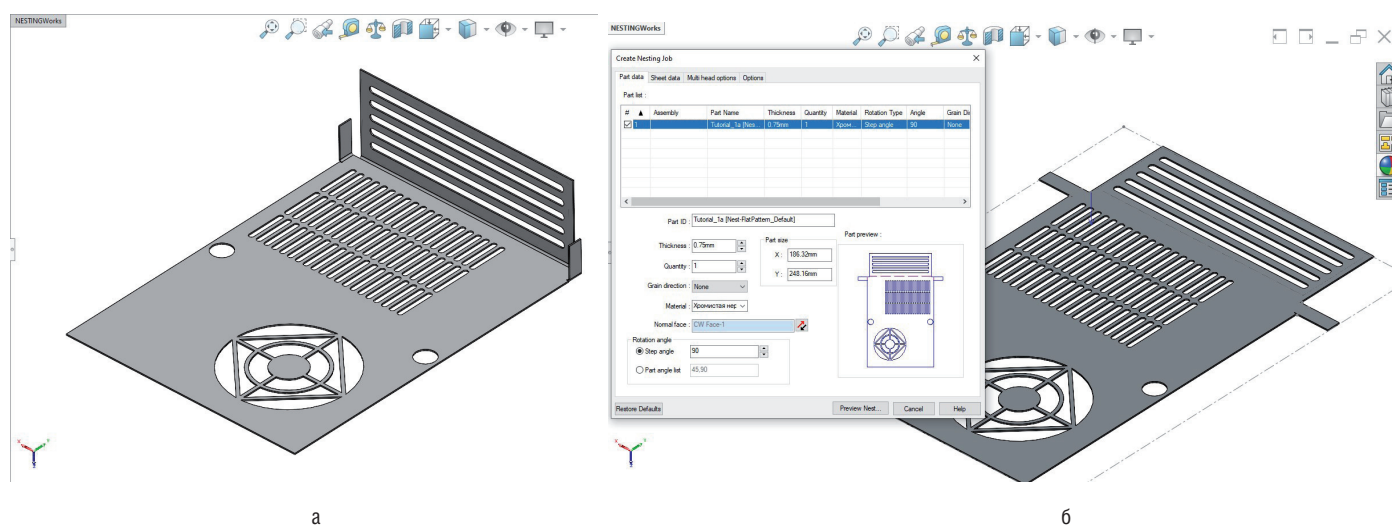 NESTINGWorks
NESTINGWorks
Create Nesting Job
Part data Sheet data Multi head options Options
Part list :
# ▲ Assembly Part Name Thickness Quantity Material Rotation Type Angle Grain Di
1 Tutorial_1a [Nes... 0.75mm 1 Хром... Step angle 90 None
Part ID : Tutorial_1a [Nest-FlatPattern_Default]
Thickness : 0.75mm
Quantity : 1
Grain direction : None
Material : Хромистая нер
Normal face : CW Face-1
Part size
X : 186.32mm
Y : 248.16mm
Part preview :
Rotation angle
Step angle 90
Part angle list 45,90
Restore Defaults Preview Nest... Cancel Help
а
б